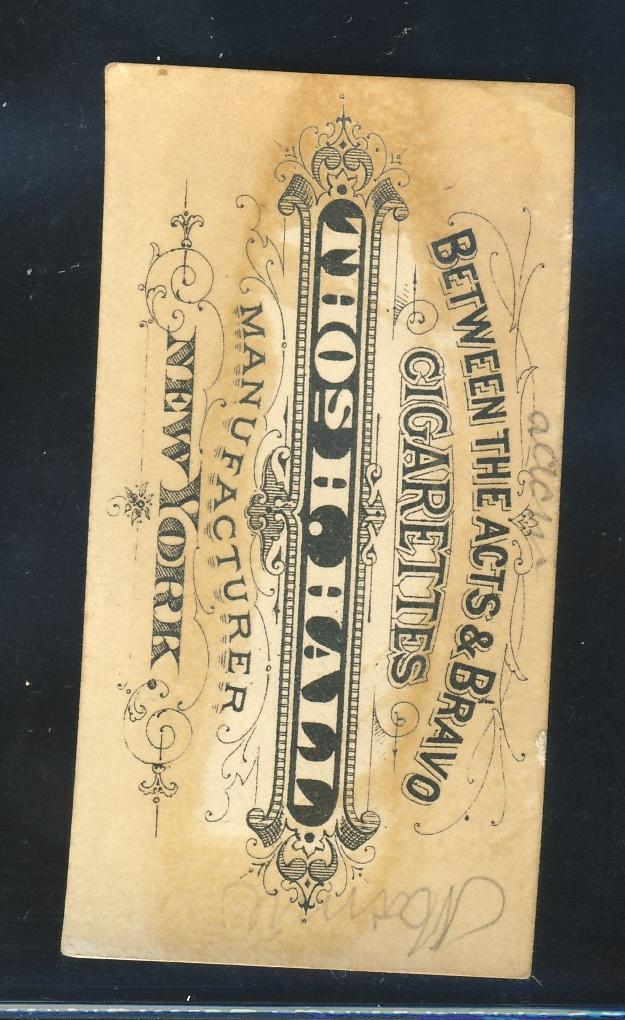 BETWEEN THE ACTS & BRAVO
CIGARETTES
THOS H. HALL
MANUFACTURER
NEW YORK